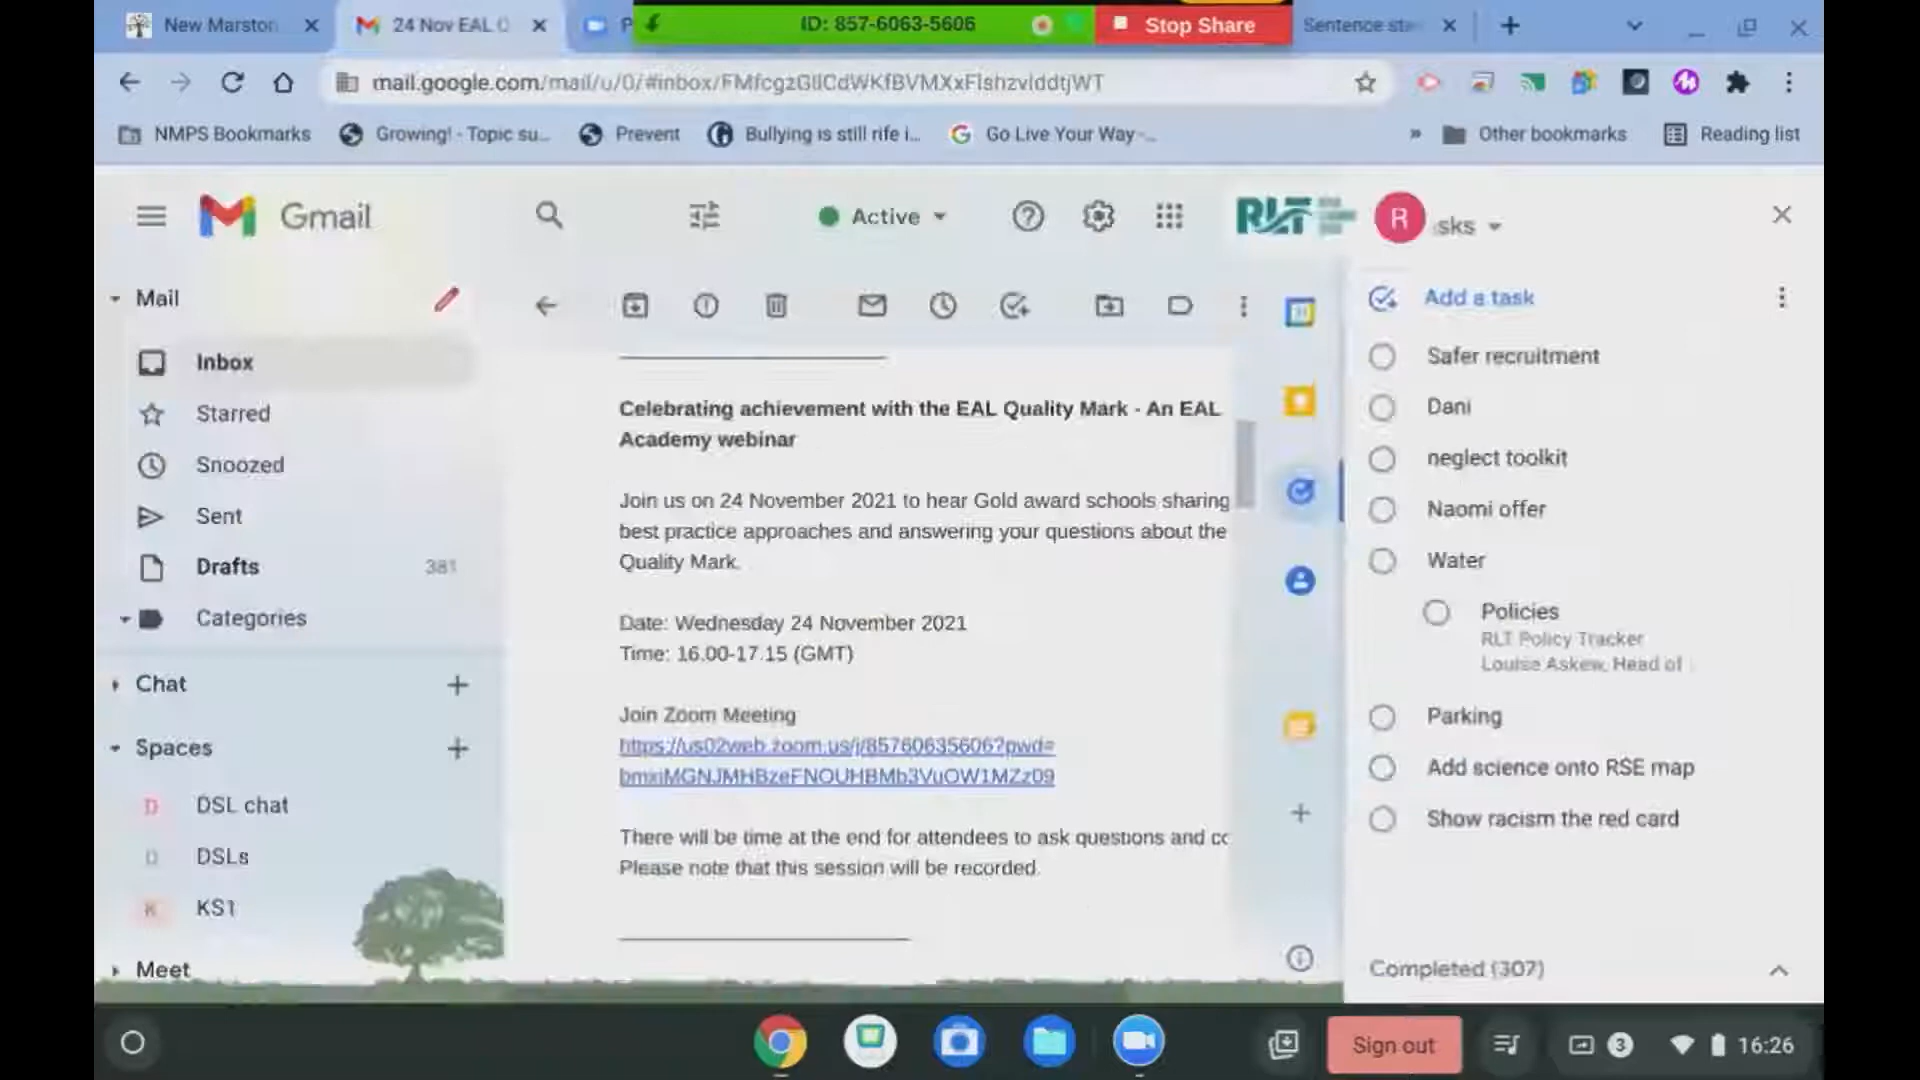 New Marston
24 Nov EAL Q
P
ID: 857-6063-5606
Stop Share
Sentence sta
mail.google.com/mail/u/0/#inbox/
NMPS Bookmarks
Growing! - Topic su...
Prevent
Bullying is still rife i...
Go Live Your Way -...
»
Other bookmarks
Reading list
Gmail
Active
RLT
R
sks
Mail
Add a task
Inbox
Safer recruitment
Starred
Dani
Snoozed
neglect toolkit
Sent
Naomi offer
Drafts
381
Water
Categories
Policies
RLT Policy Tracker
Louise Askew, Head of
Chat
Parking
Spaces
Add science onto RSE map
DSL chat
Show racism the red card
DSLs
KS1
Meet
Completed (307)
Celebrating achievement with the EAL Quality Mark - An EAL
Academy webinar
Join us on 24 November 2021 to hear Gold award schools sharing
best practice approaches and answering your questions about the
Quality Mark.
Date: Wednesday 24 November 2021
Time: 16.00-17.15 (GMT)
Join Zoom Meeting
https://us02web.zoom.us/j/85760635606?pwd=
There will be time at the end for attendees to ask questions and co
Please note that this session will be recorded.
Sign out
3
16:26